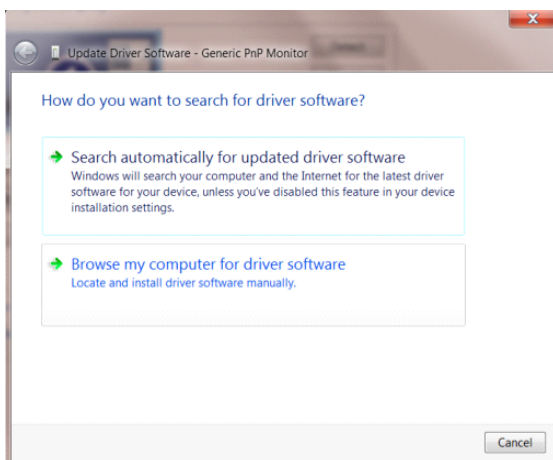 Update Driver Software - Generic PnP Monitor
How do you want to search for driver software?
Search automatically for updated driver software
Windows will search your computer and the Internet for the latest driver
software for your device, unless you've disabled this feature in your device
installation settings.
Browse my computer for driver software
Locate and install driver software manually.
Cancel